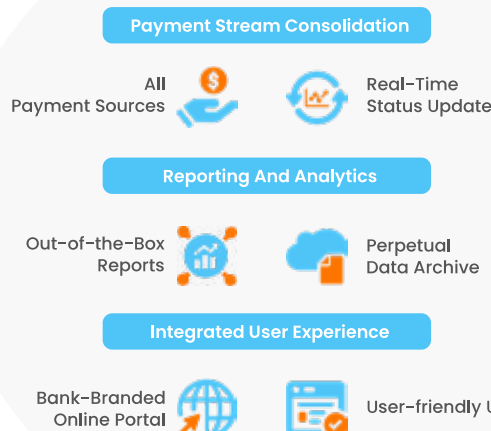 Payment Stream Consolidation
All
Payment Sources
Real-Time
Status Update
Reporting And Analytics
Out-of-the-Box
Reports
Perpetual
Data Archive
Integrated User Experience
Bank-Branded
Online Portal
User-friendly U